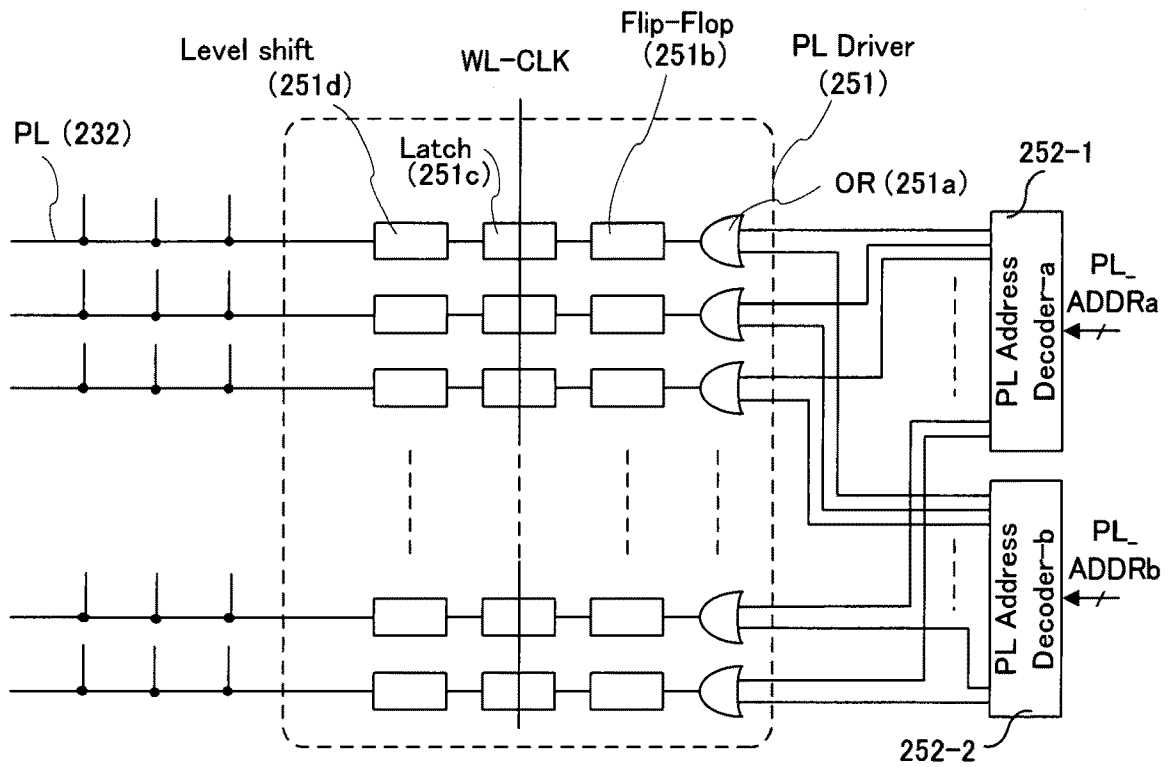 Level shift
(251d)
WL-CLK
Flip-Flop
(251b)
PL Driver
(251)
PL (232)
Latch
(251c)
OR (251a)
252-1
PL Address
Decoder-a
PL_
ADDRa
PL Address
Decoder-b
PL_
ADDRb
252-2